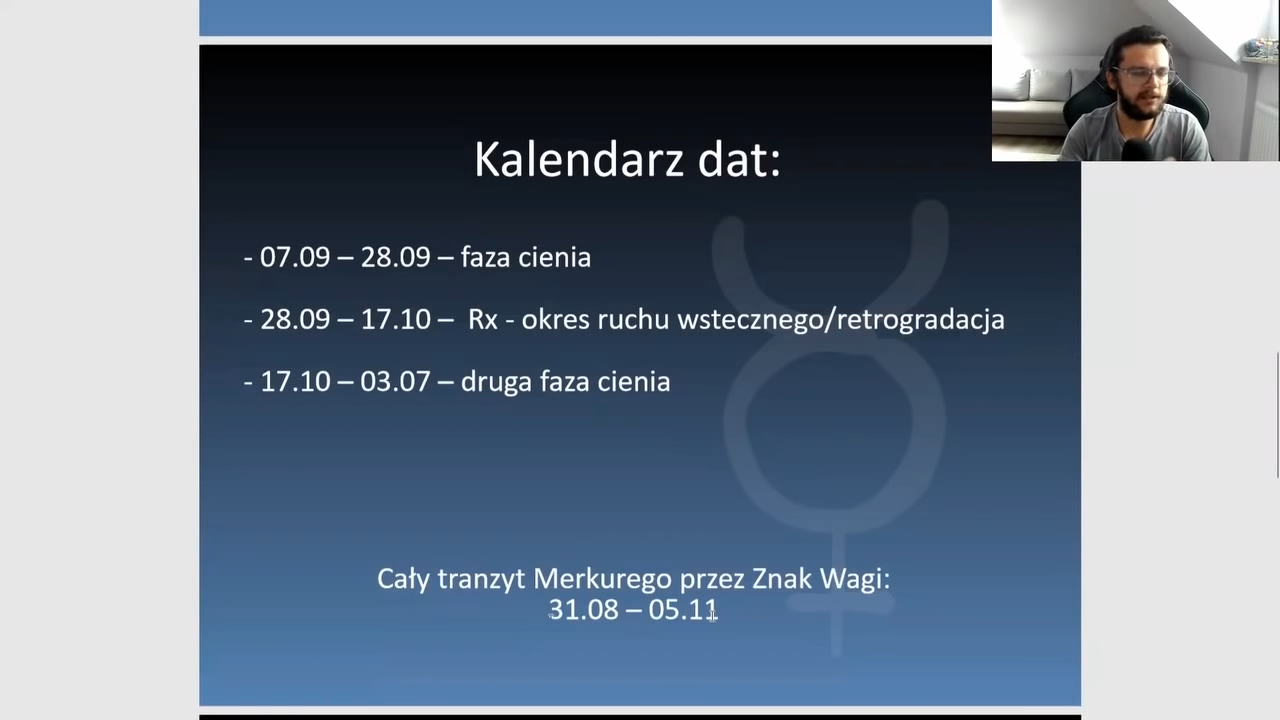 Kalendarz dat:
- 07.09 – 28.09 – faza cienia
- 28.09 – 17.10 –  Rx - okres ruchu wstecznego/retrogradacja
- 17.10 – 03.07 – druga faza cienia
Cały tranzyt Merkurego przez Znak Wagi:
31.08 – 05.11